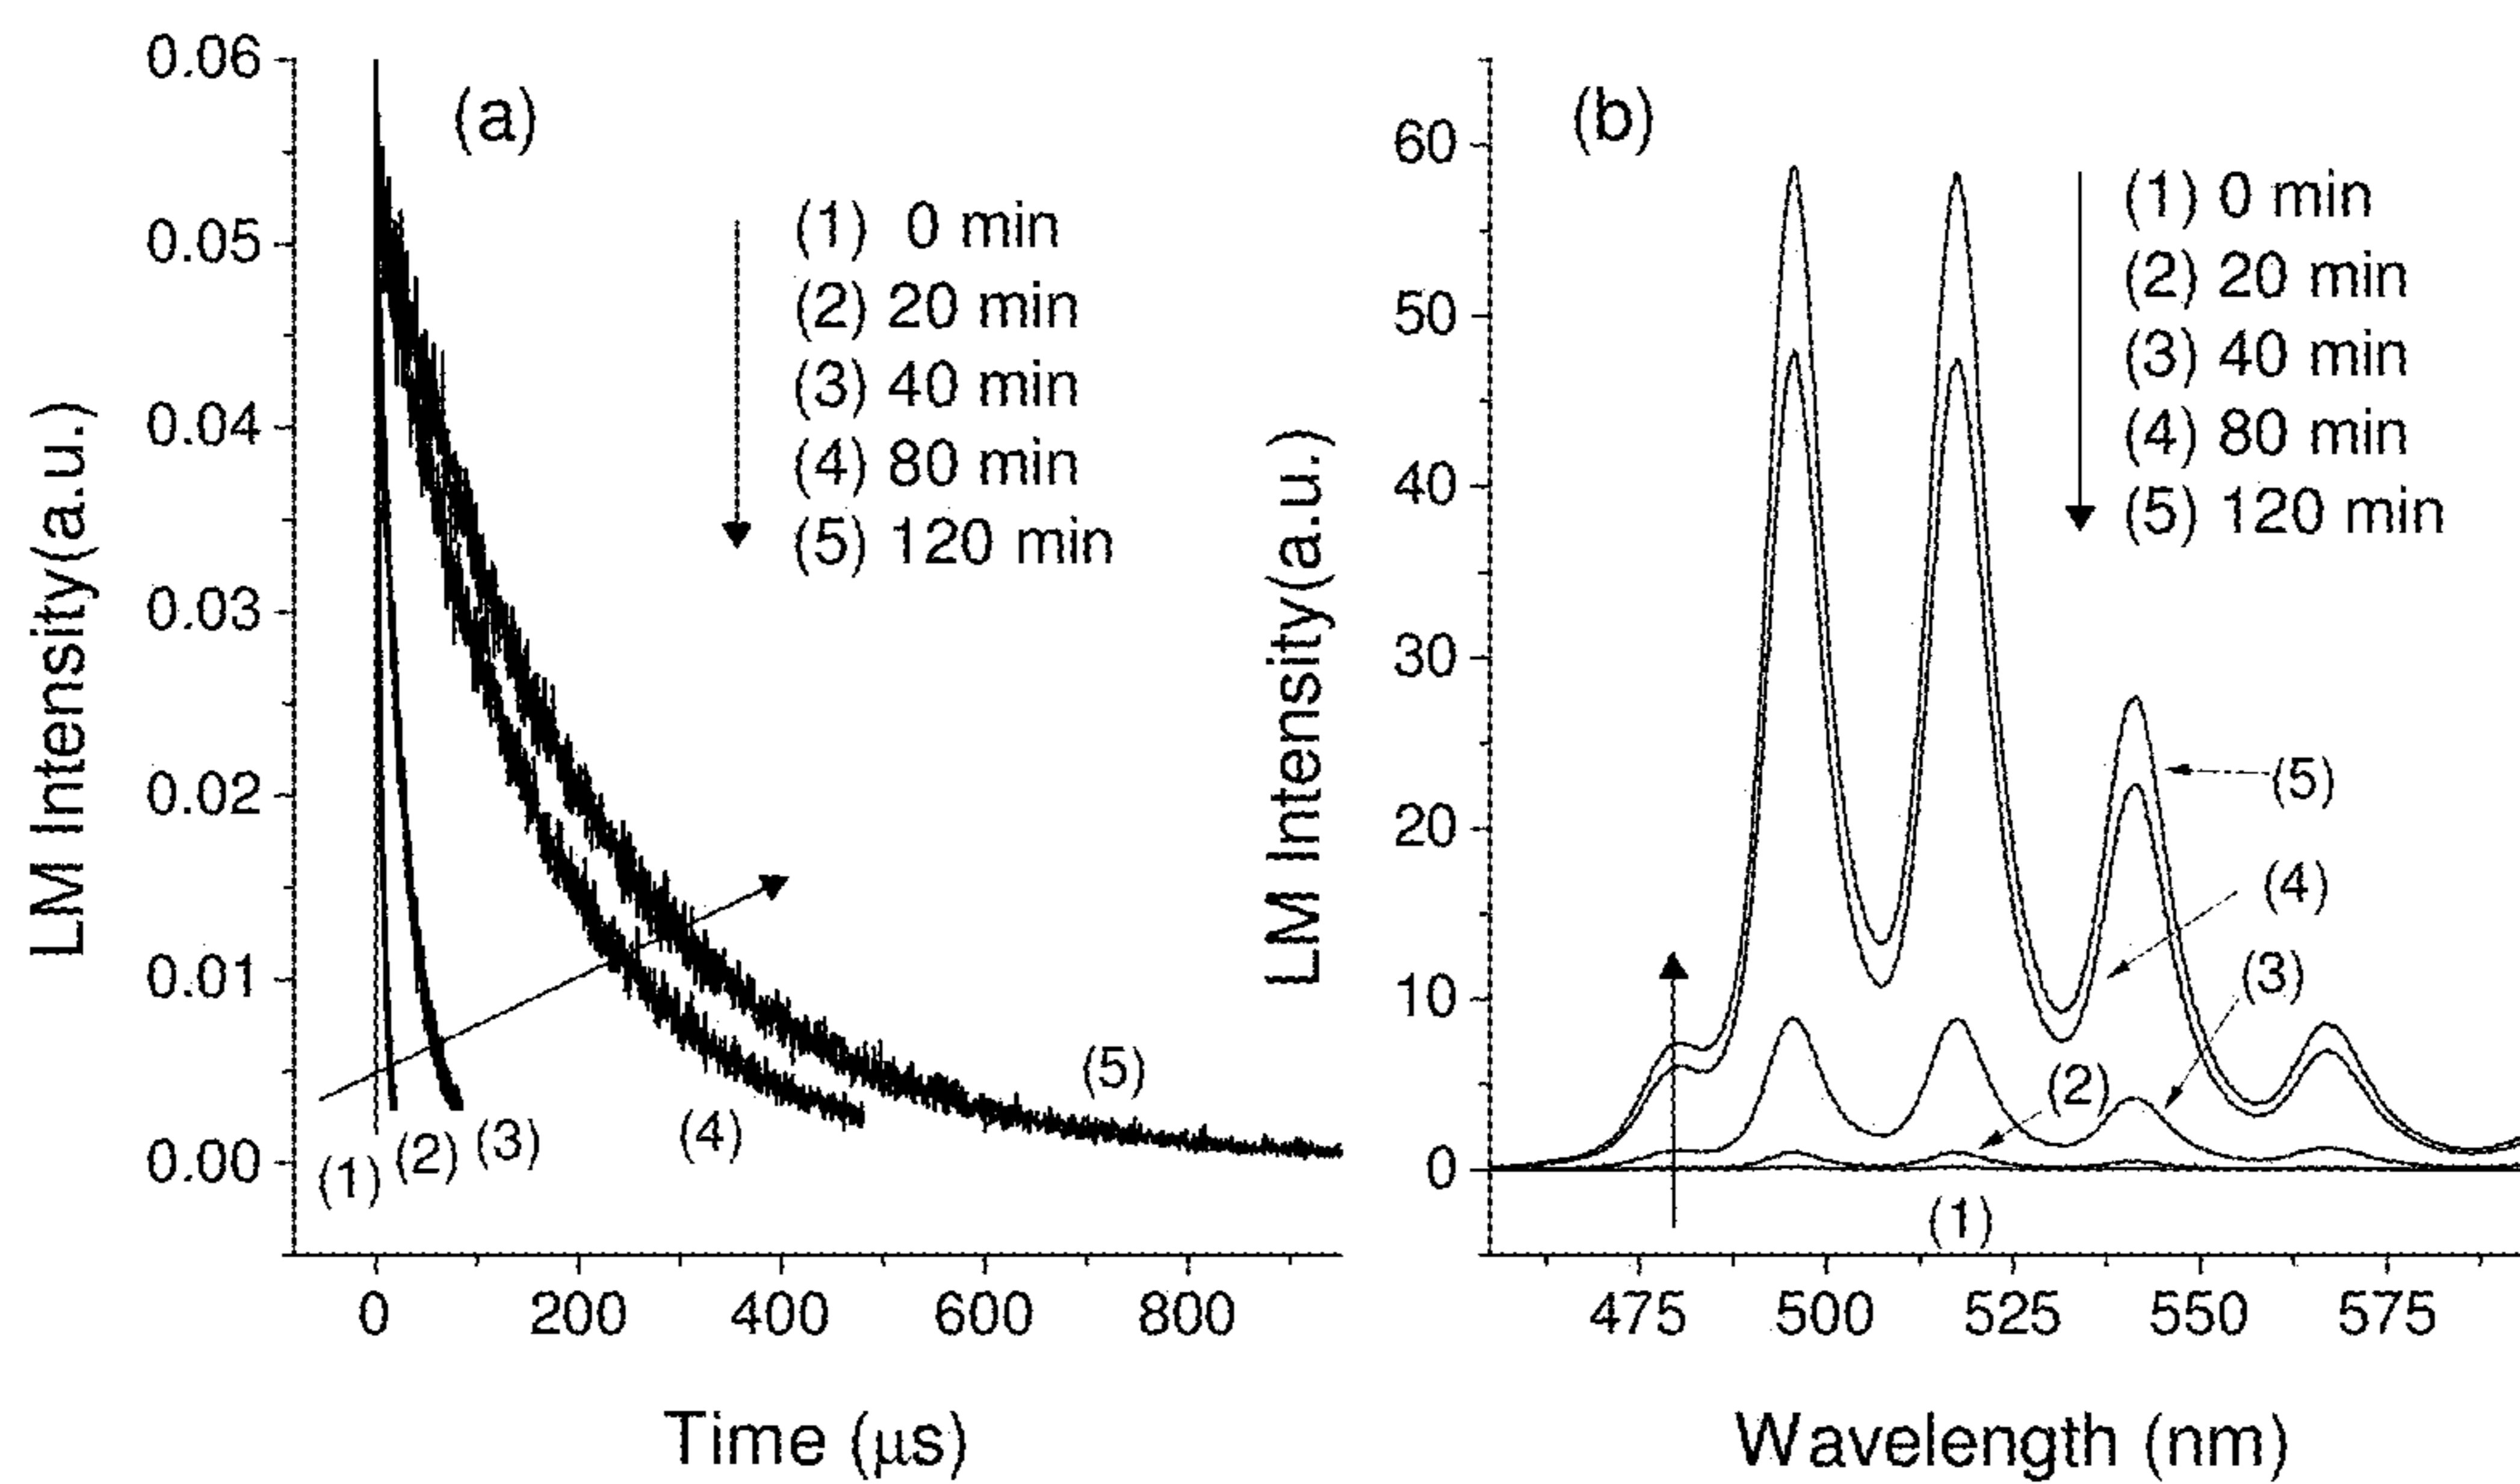 (a)
LM Intensity(a.u.)
0.06
0.05
0.04
0.03
0.02
0.01
0.00
(1) 0 min
(2) 20 min
(3) 40 min
(4) 80 min
(5) 120 min
(1)
(2)
(3)
(4)
(5)
0 200 400 600 800
Time (μs)
(b)
LM Intensity(a.u.)
60
50
40
30
20
10
0
(1) 0 min
(2) 20 min
(3) 40 min
(4) 80 min
(5) 120 min
(5)
(4)
(3)
(2)
(1)
475 500 525 550 575
Wavelength (nm)